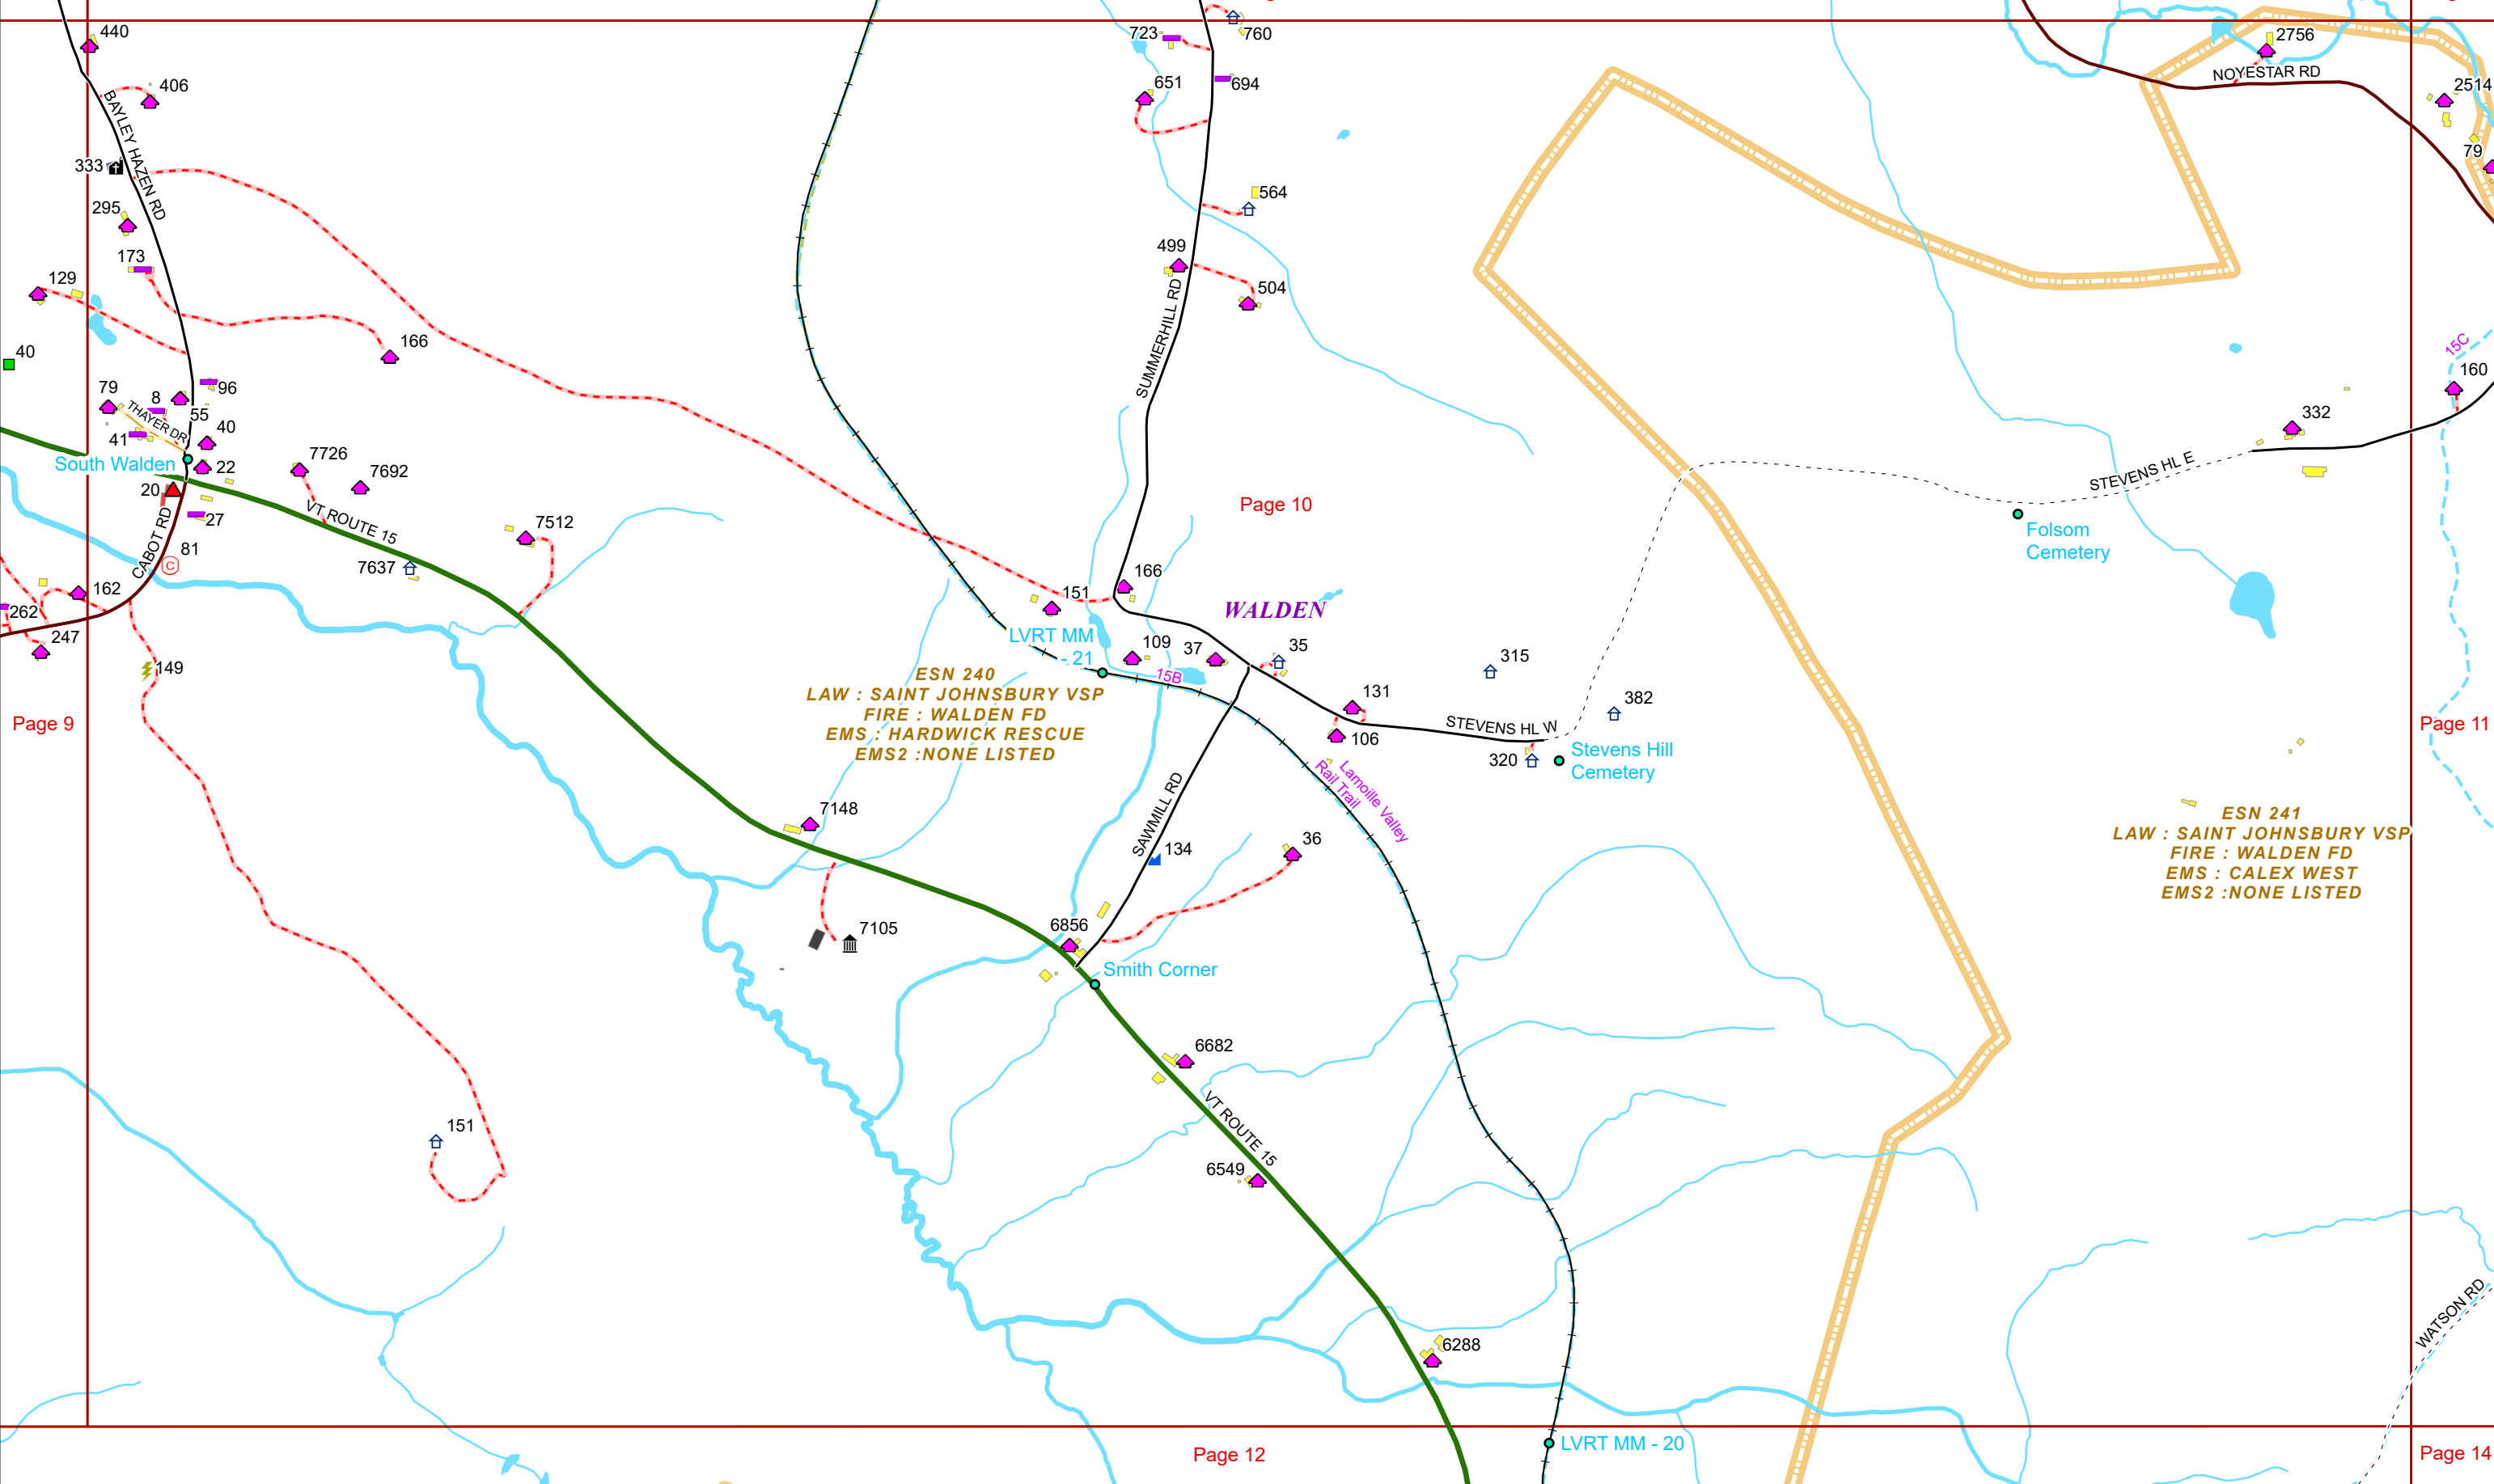 440
723
760
2756
NOYESTAR RD
406
651
694
2514
BAYLEY HAZEN RD
333
79
564
295
499
173
129
504
SUMMERHILL RD
166
40
15C
160
96
79
8
55
THAYER DR
332
41
40
South Walden
22
7726
7692
STEVENS HL E
20
VT ROUTE 15
Page 10
27
7512
Folsom
Cemetery
CABOT RD
81
7637
162
166
151
WALDEN
262
247
LVRT MM
- 21
109
37
35
149
15B
315
ESN 240
LAW : SAINT JOHNSBURY VSP
FIRE : WALDEN FD
EMS : HARDWICK RESCUE
EMS2 :NONE LISTED
131
382
Page 9
STEVENS HL W
Page 11
106
320
Stevens Hill
Cemetery
Lamoille Valley
Rail Trail
SAWMILL RD
7148
134
36
ESN 241
LAW : SAINT JOHNSBURY VSP
FIRE : WALDEN FD
EMS : CALEX WEST
EMS2 :NONE LISTED
6856
7105
Smith Corner
6682
VT ROUTE 15
151
6549
WATSON RD
6288
LVRT MM - 20
Page 12
Page 14